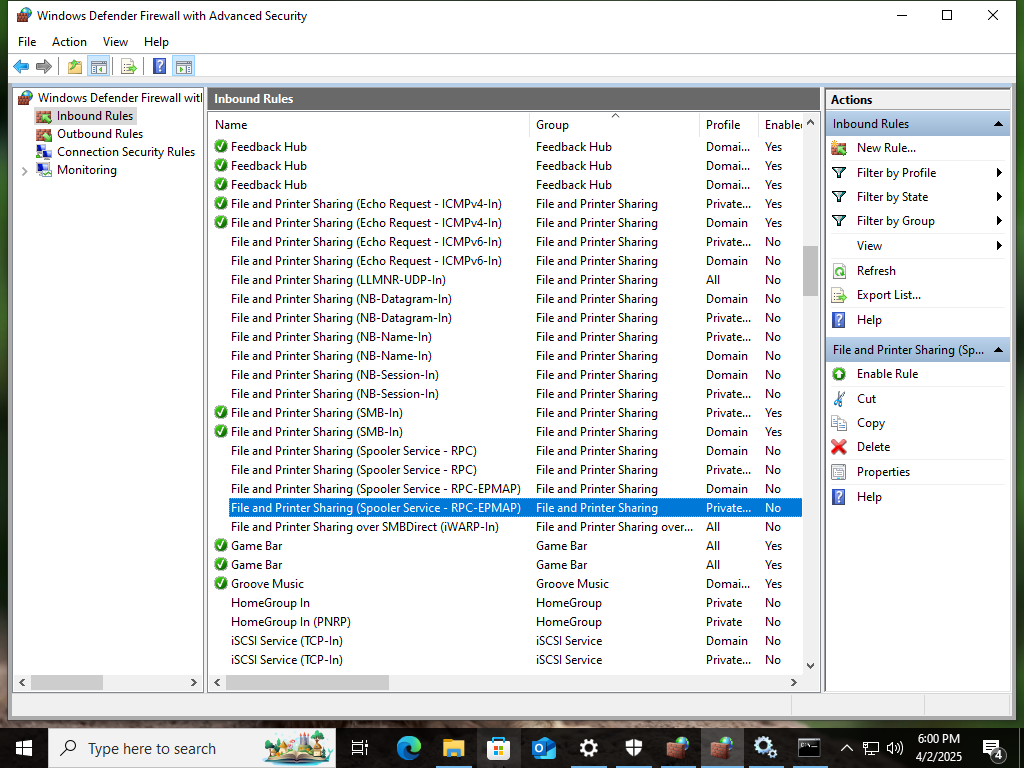 Windows Defender Firewall with Advanced Security
File Action View Help
Windows Defender Firewall wit
Inbound Rules
Outbound Rules
Connection Security Rules
Monitoring
Inbound Rules
Name Group Profile Enable
Feedback Hub Feedback Hub Domai... Yes
Feedback Hub Feedback Hub Domai... Yes
Feedback Hub Feedback Hub Domai... Yes
File and Printer Sharing (Echo Request - ICMPv4-In) File and Printer Sharing Private... Yes
File and Printer Sharing (Echo Request - ICMPv4-In) File and Printer Sharing Domain Yes
File and Printer Sharing (Echo Request - ICMPv6-In) File and Printer Sharing Private... No
File and Printer Sharing (Echo Request - ICMPv6-In) File and Printer Sharing Domain No
File and Printer Sharing (LLMNR-UDP-In) File and Printer Sharing All No
File and Printer Sharing (NB-Datagram-In) File and Printer Sharing Domain No
File and Printer Sharing (NB-Datagram-In) File and Printer Sharing Private... No
File and Printer Sharing (NB-Name-In) File and Printer Sharing Private... No
File and Printer Sharing (NB-Name-In) File and Printer Sharing Domain No
File and Printer Sharing (NB-Session-In) File and Printer Sharing Domain No
File and Printer Sharing (NB-Session-In) File and Printer Sharing Private... No
File and Printer Sharing (SMB-In) File and Printer Sharing Private... Yes
File and Printer Sharing (SMB-In) File and Printer Sharing Domain Yes
File and Printer Sharing (Spooler Service - RPC) File and Printer Sharing Domain No
File and Printer Sharing (Spooler Service - RPC) File and Printer Sharing Private... No
File and Printer Sharing (Spooler Service - RPC-EPMAP) File and Printer Sharing Domain No
File and Printer Sharing (Spooler Service - RPC-EPMAP) File and Printer Sharing Private... No
File and Printer Sharing over SMBDirect (iWARP-In) File and Printer Sharing over... All No
Game Bar Game Bar All Yes
Game Bar Game Bar All Yes
Groove Music Groove Music Domai... Yes
HomeGroup In HomeGroup Private No
HomeGroup In (PNRP) HomeGroup Private No
iSCSI Service (TCP-In) iSCSI Service Domain No
iSCSI Service (TCP-In) iSCSI Service Private... No
Actions
Inbound Rules
New Rule...
Filter by Profile
Filter by State
Filter by Group
View
Refresh
Export List...
Help
File and Printer Sharing (Sp...
Enable Rule
Cut
Copy
Delete
Properties
Help
Type here to search
6:00 PM
4/2/2025
4